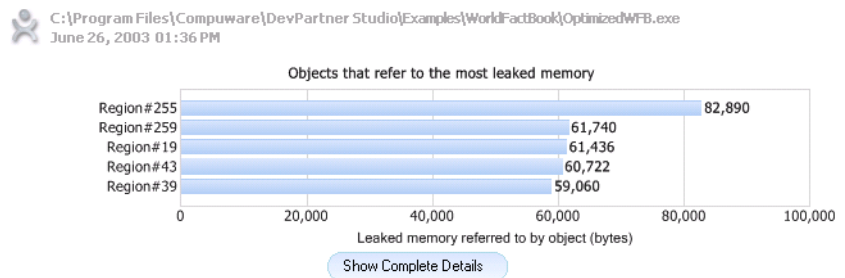 C:\Program Files\Compuware\DevPartner Studio\Examples\WorldFactBook\OptimizedWFB.exe
June 26, 2003 01:36 PM
Objects that refer to the most leaked memory
Region#255 82,890
Region#259 61,740
Region#19 61,436
Region#43 60,722
Region#39 59,060
0 20,000 40,000 60,000 80,000 100,000
Leaked memory referred to by object (bytes)
Show Complete Details